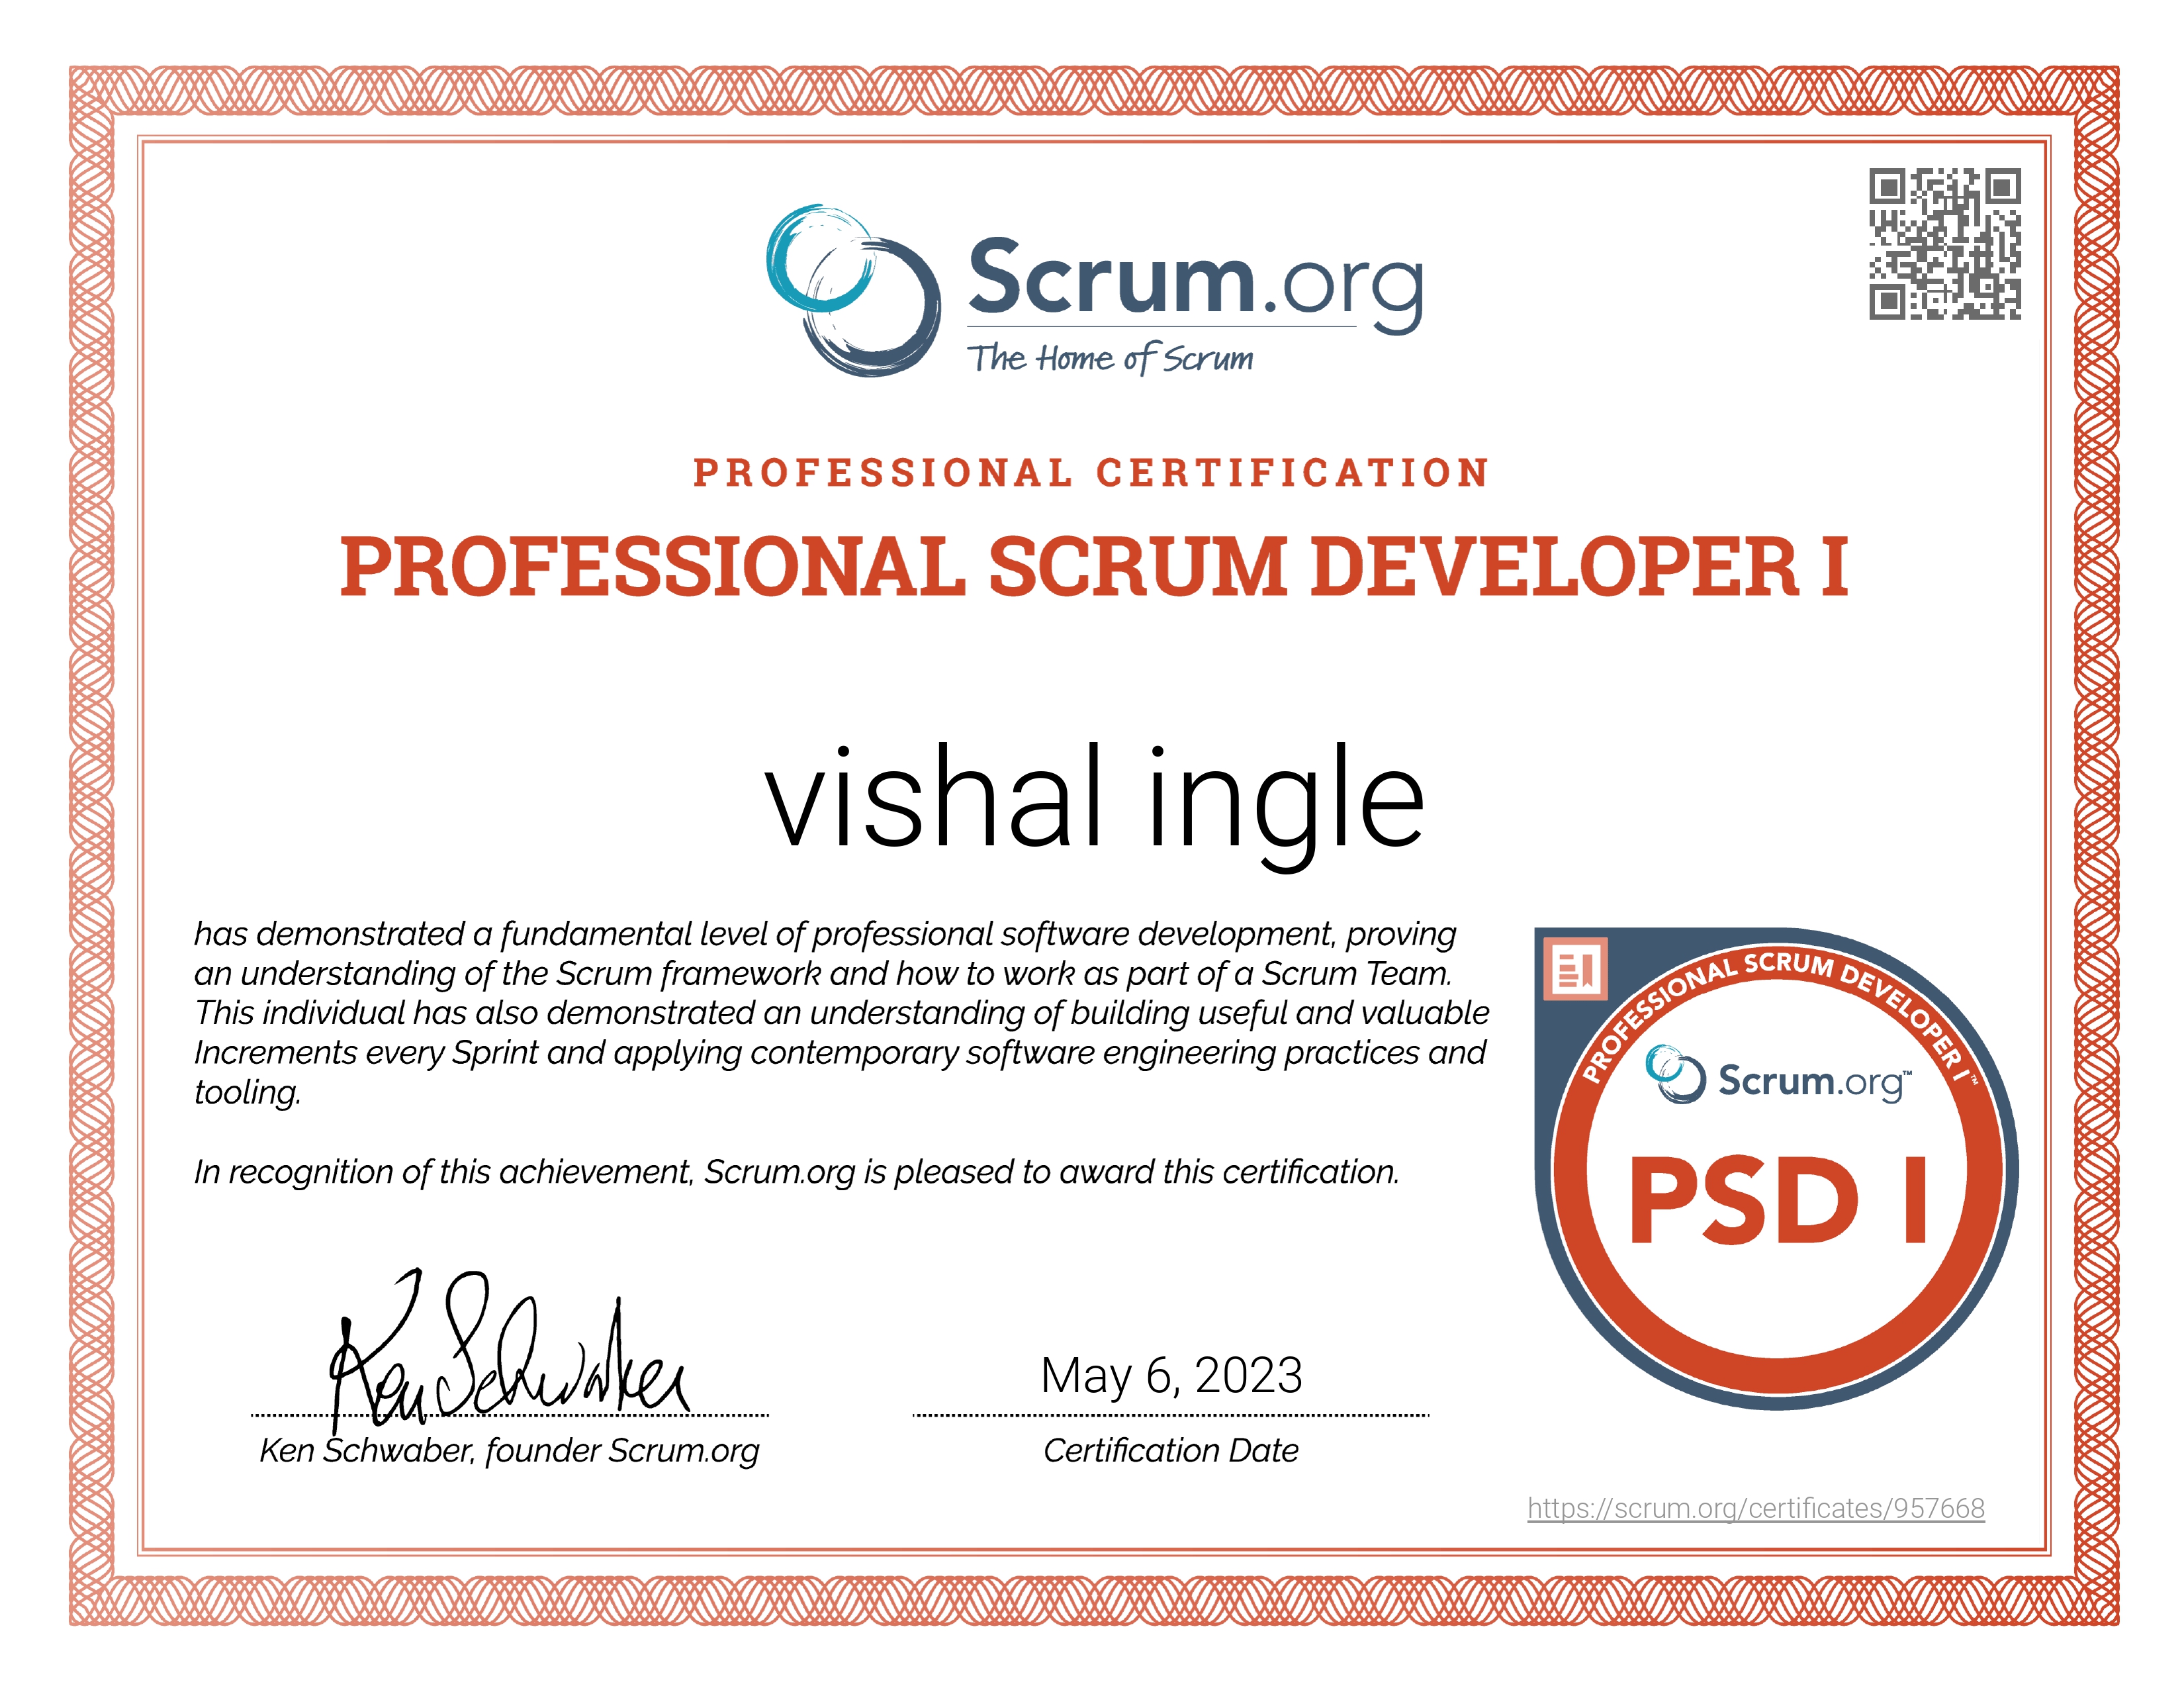 Scrum.org
The Home of Scrum
PROFESSIONAL CERTIFICATION
PROFESSIONAL SCRUM DEVELOPER I
vishal ingle
has demonstrated a fundamental level of professional software development, proving
an understanding of the Scrum framework and how to work as part of a Scrum Team.
This individual has also demonstrated an understanding of building useful and valuable
Increments every Sprint and applying contemporary software engineering practices and
tooling.
In recognition of this achievement, Scrum.org is pleased to award this certification.
PROFESSIONAL SCRUM DEVELOPER I™
Scrum.org™
PSD I
Ken Schwaber
Ken Schwaber, founder Scrum.org
May 6, 2023
Certification Date
https://scrum.org/certificates/957668